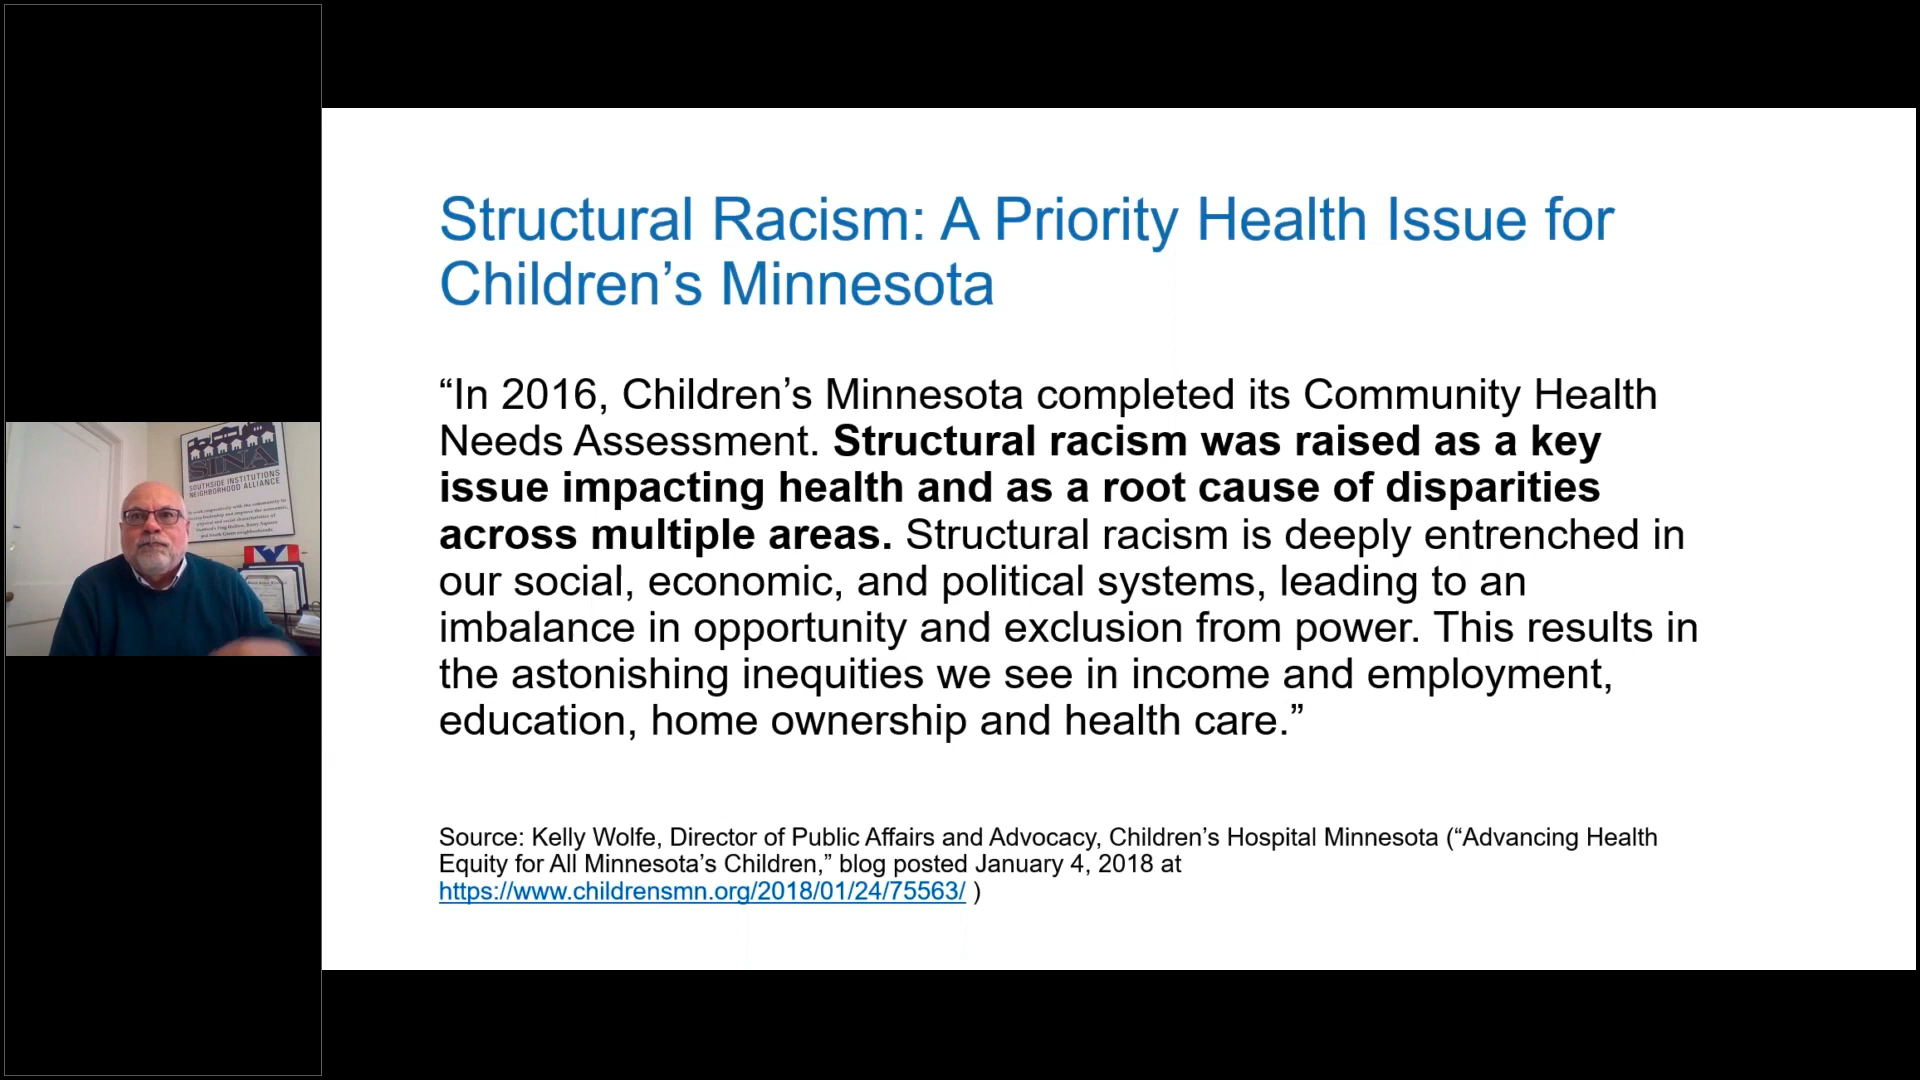 Structural Racism: A Priority Health Issue for
Children’s Minnesota
“In 2016, Children’s Minnesota completed its Community Health
Needs Assessment. Structural racism was raised as a key
issue impacting health and as a root cause of disparities
across multiple areas. Structural racism is deeply entrenched in
our social, economic, and political systems, leading to an
imbalance in opportunity and exclusion from power. This results in
the astonishing inequities we see in income and employment,
education, home ownership and health care.”
Source: Kelly Wolfe, Director of Public Affairs and Advocacy, Children’s Hospital Minnesota (“Advancing Health
Equity for All Minnesota’s Children,” blog posted January 4, 2018 at
https://www.childrensmn.org/2018/01/24/75563/ )
SINA
SOUTHSIDE INSTITUTIONS
NEIGHBORHOOD ALLIANCE